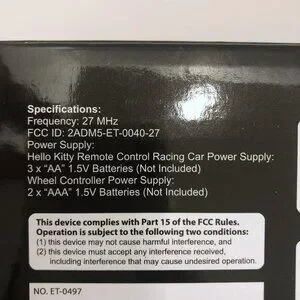 Specifications:
Frequency: 27 MHz
FCC ID: 2ADM5-ET-0040-27
Power Supply:
Hello Kitty Remote Control Racing Car Power Supply:
3 x “AA” 1.5V Batteries (Not Included)
Wheel Controller Power Supply:
2 x “AAA” 1.5V Batteries (Not Included)
This device complies with Part 15 of the FCC Rules.
Operation is subject to the following two conditions:
(1) this device may not cause harmful interference, and
(2) this device must accept any interference received,
including interference that may cause undesired operation.
NO. ET-0497